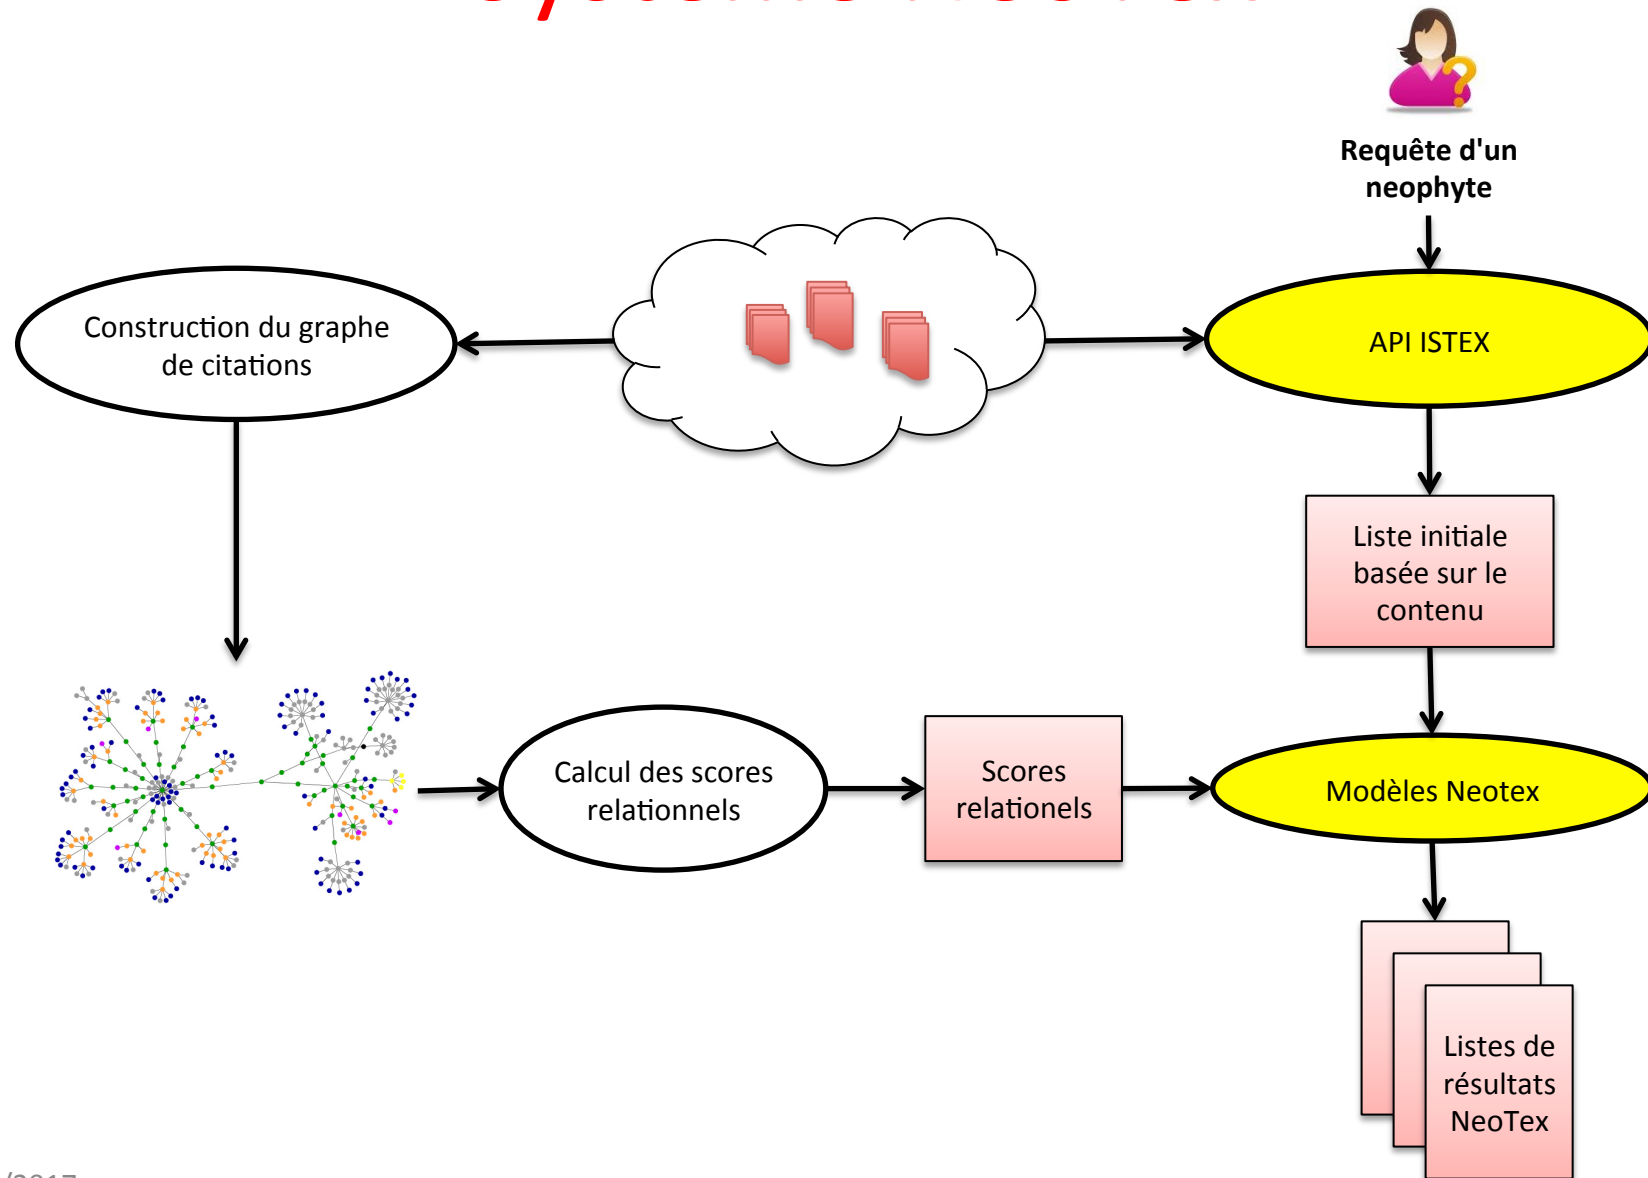 Requête d'un
neophyte
Construction du graphe
de citations
API ISTEX
Liste initiale
basée sur le
contenu
Calcul des scores
relationnels
Scores
relationels
Modèles Neotex
Listes de
résultats
NeoTex
/2017